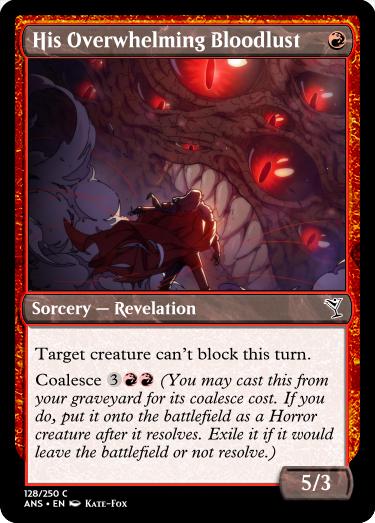 His Overwhelming Bloodlust
Sorcery — Revelation
Target creature can't block this turn.
Coalesce 3 (You may cast this from
your graveyard for its coalesce cost. If you
do, put it onto the battlefield as a Horror
creature after it resolves. Exile it if it would
leave the battlefield or not resolve.)
5/3
128/250 C
ANS • EN Kate-Fox